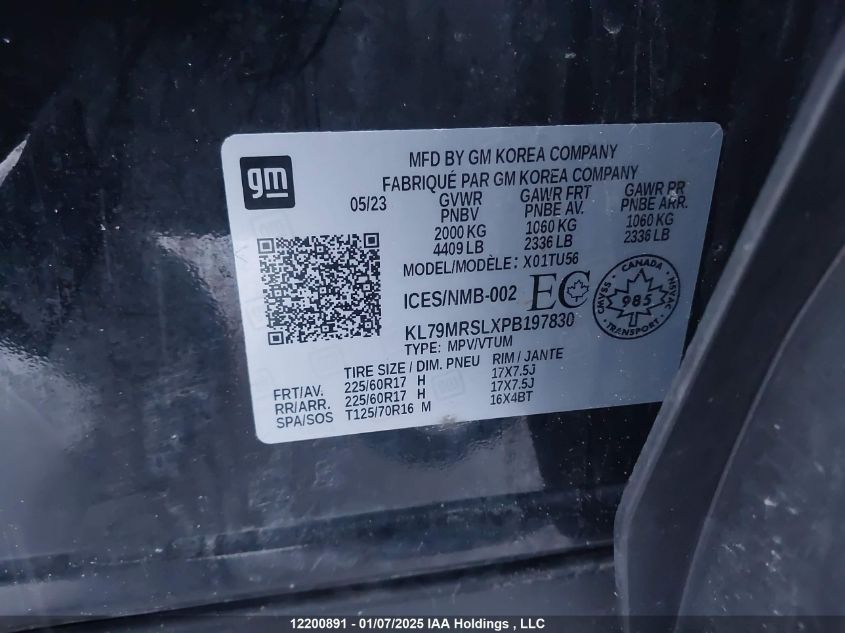 gm
MFD BY GM KOREA COMPANY
FABRIQUÉ PAR GM KOREA COMPANY
05/23 GVWR GAWR FRT GAWR PR
PNBV PNBE AV. PNBE ARR.
2000 KG 1060 KG 1060 KG
4409 LB 2336 LB 2336 LB
MODEL/MODÈLE: X01TU56
ICES/NMB-002 EC
CANADA
CMVSS 985 NSVAC
TRANSPORT
KL79MRSLXPB197830
TYPE: MPV/VTUM
TIRE SIZE / DIM. PNEU RIM / JANTE
FRT/AV. 225/60R17 H 17X7.5J
RR/ARR. 225/60R17 H 17X7.5J
SPA/SOS T125/70R16 M 16X4BT
12200891 - 01/07/2025 IAA Holdings , LLC